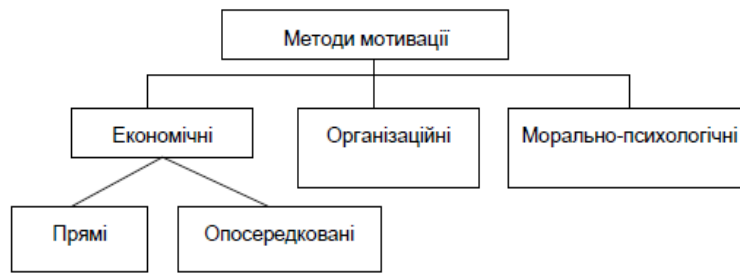 Методи мотивації
Економічні
Організаційні
Морально-психологічні
Прямі
Опосередковані